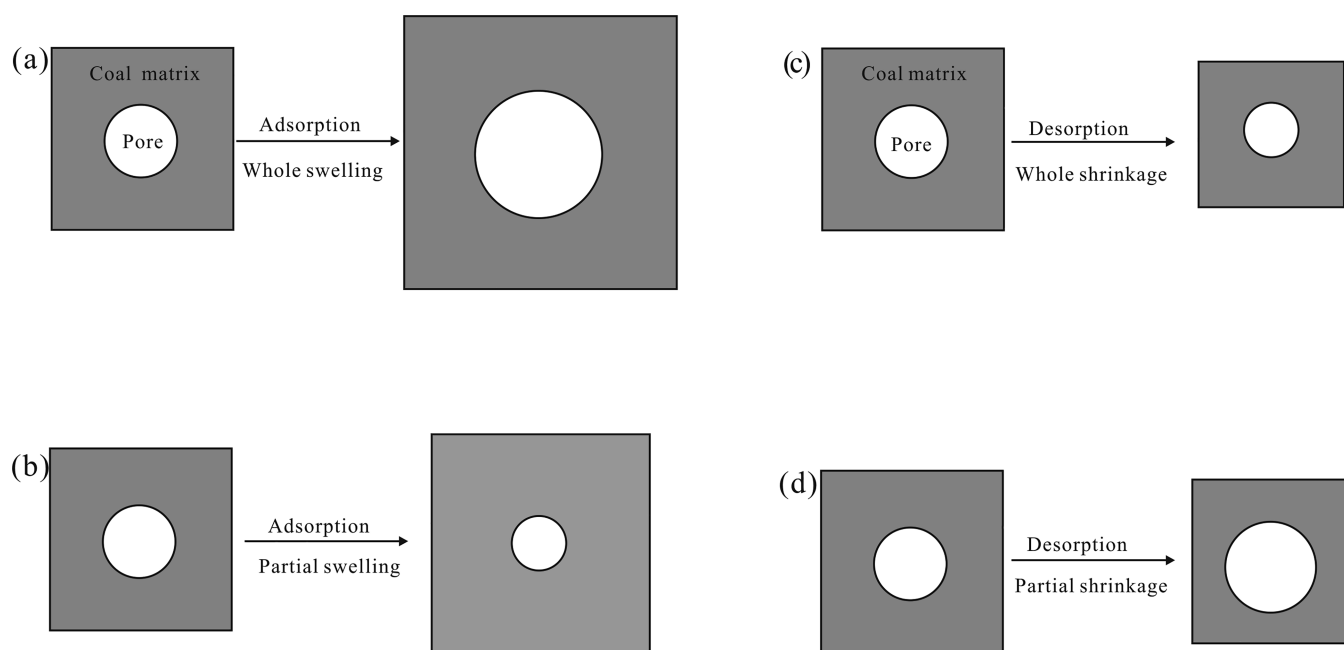 (a)
Coal matrix
Pore
Adsorption
Whole swelling
(c)
Coal matrix
Pore
Desorption
Whole shrinkage
(b)
Adsorption
Partial swelling
(d)
Desorption
Partial shrinkage